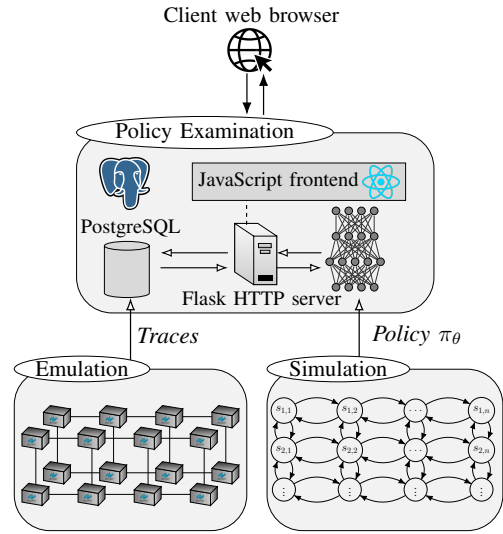 Client web browser
Policy Examination
JavaScript frontend
PostgreSQL
Flask HTTP server
Traces
Policy πθ
Emulation
Simulation
s1,1 s1,2 ··· s1,n
s2,1 s2,2 ··· s2,n
⋮ ⋮ ⋮ ⋮